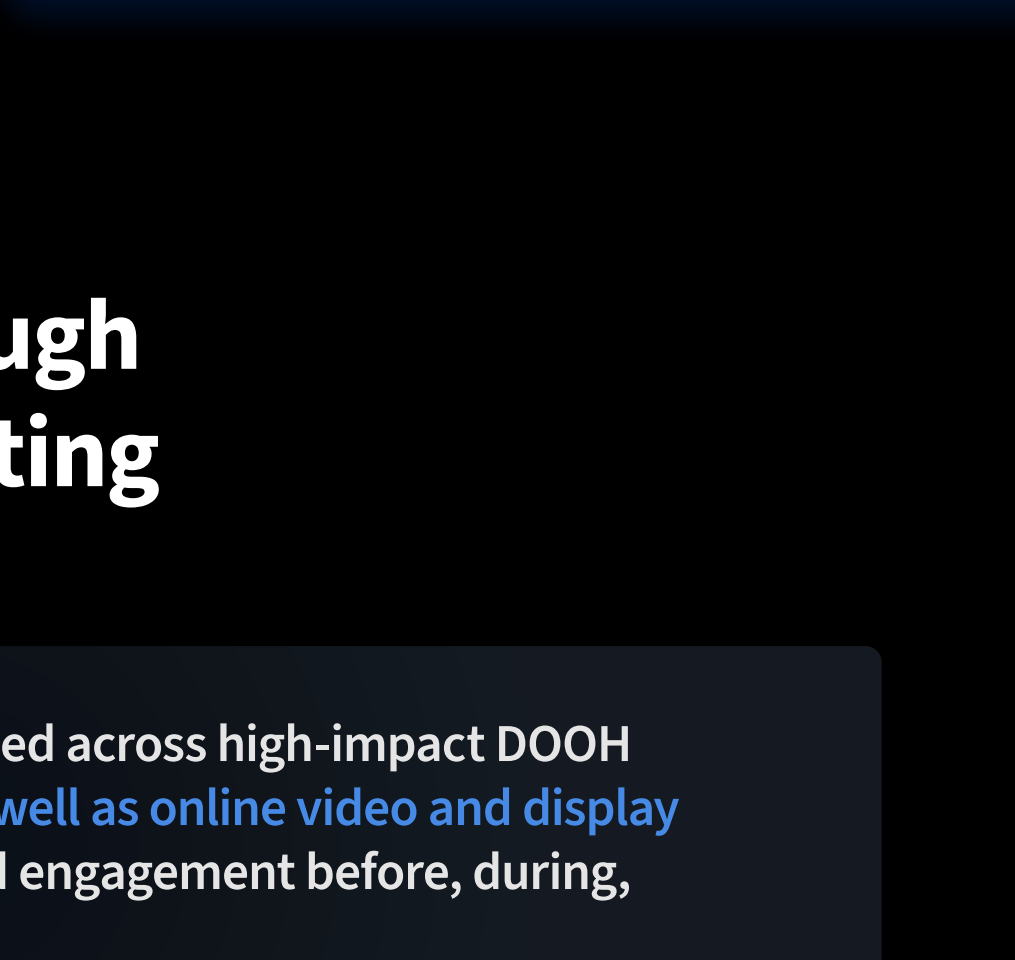 ugh
ting
ed across high-impact DOOH
well as online video and display
engagement before, during,